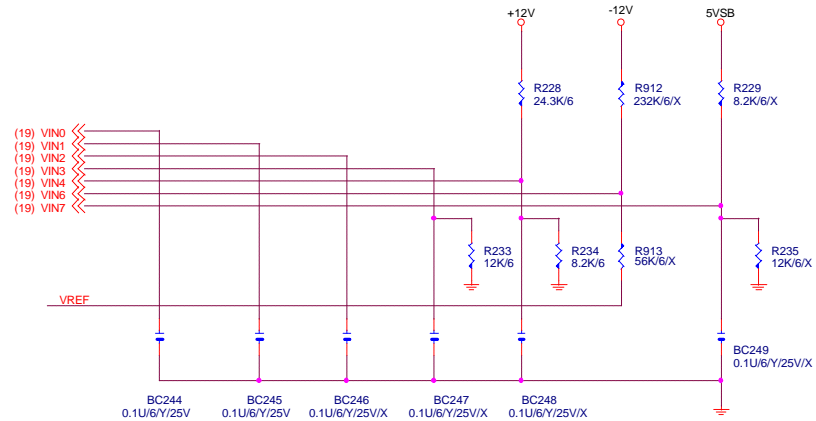 +12V -12V 5VSB
R228 R912 R229
24.3K/6 232K/6/X 8.2K/6/X
(19) VIN0
(19) VIN1
(19) VIN2
(19) VIN3
(19) VIN4
(19) VIN6
(19) VIN7
R233 R234 R913 R235
12K/6 8.2K/6 56K/6/X 12K/6/X
VREF
BC249
0.1U/6/Y/25V/X
BC244 BC245 BC246 BC247 BC248
0.1U/6/Y/25V 0.1U/6/Y/25V 0.1U/6/Y/25V/X 0.1U/6/Y/25V/X 0.1U/6/Y/25V/X